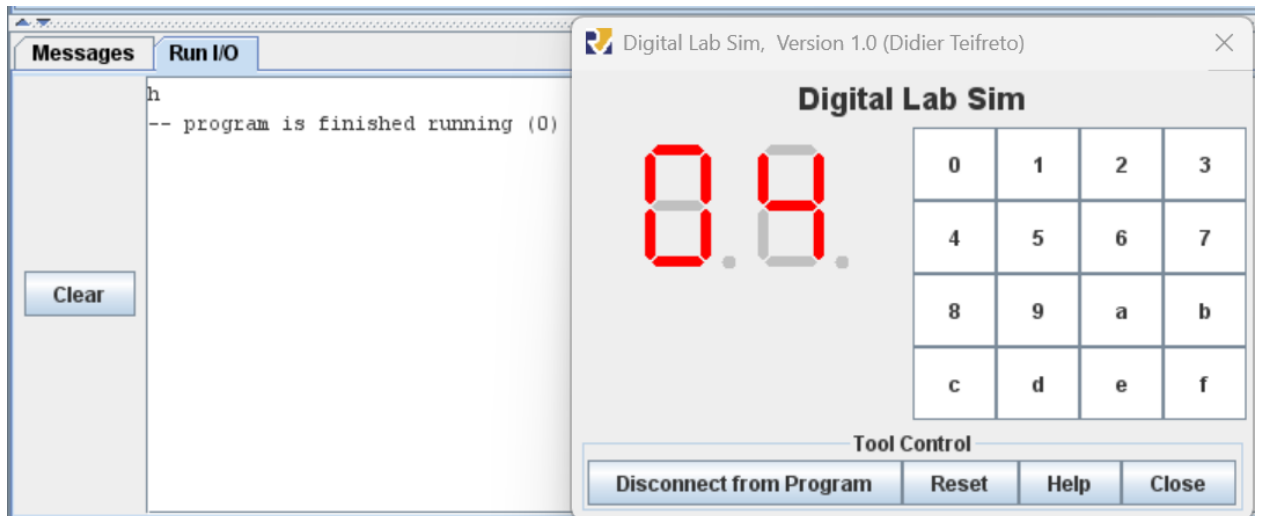 Messages Run I/O
h
-- program is finished running (0)
Clear
Digital Lab Sim, Version 1.0 (Didier Teifreto)
Digital Lab Sim
04
0 1 2 3
4 5 6 7
8 9 a b
c d e f
Tool Control
Disconnect from Program Reset Help Close